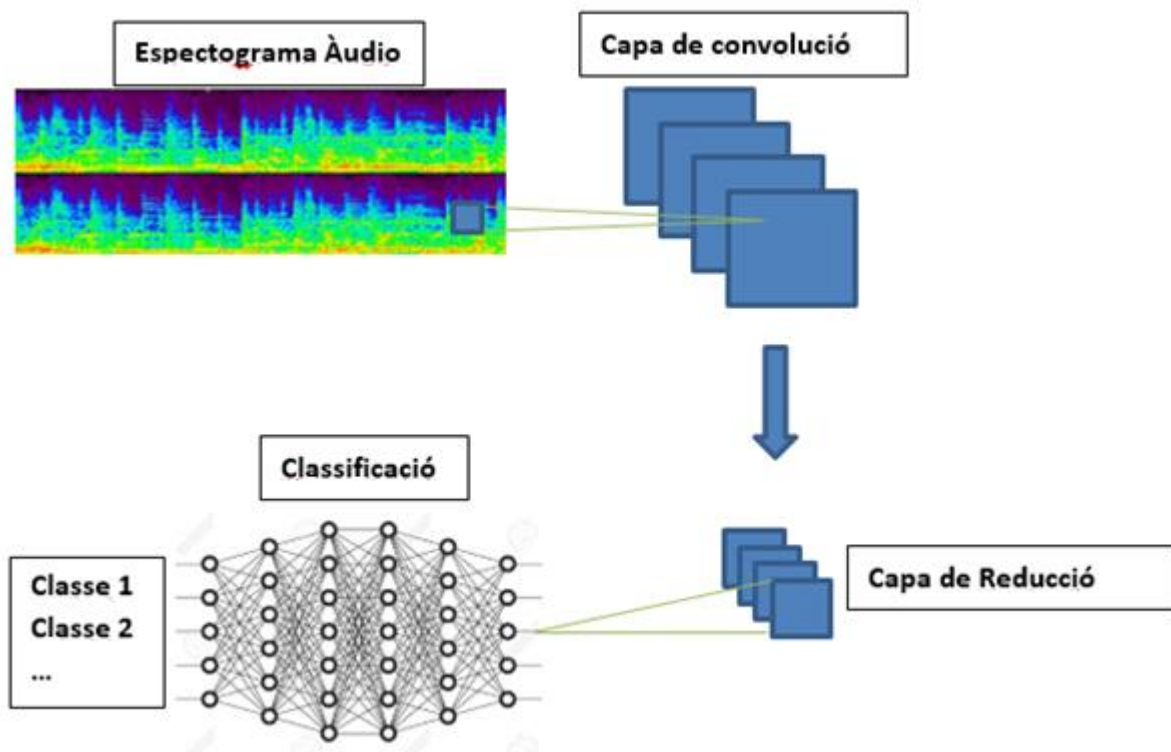 Espectograma Àudio
Capa de convolució
Classificació
Capa de Reducció
Classe 1
Classe 2
...